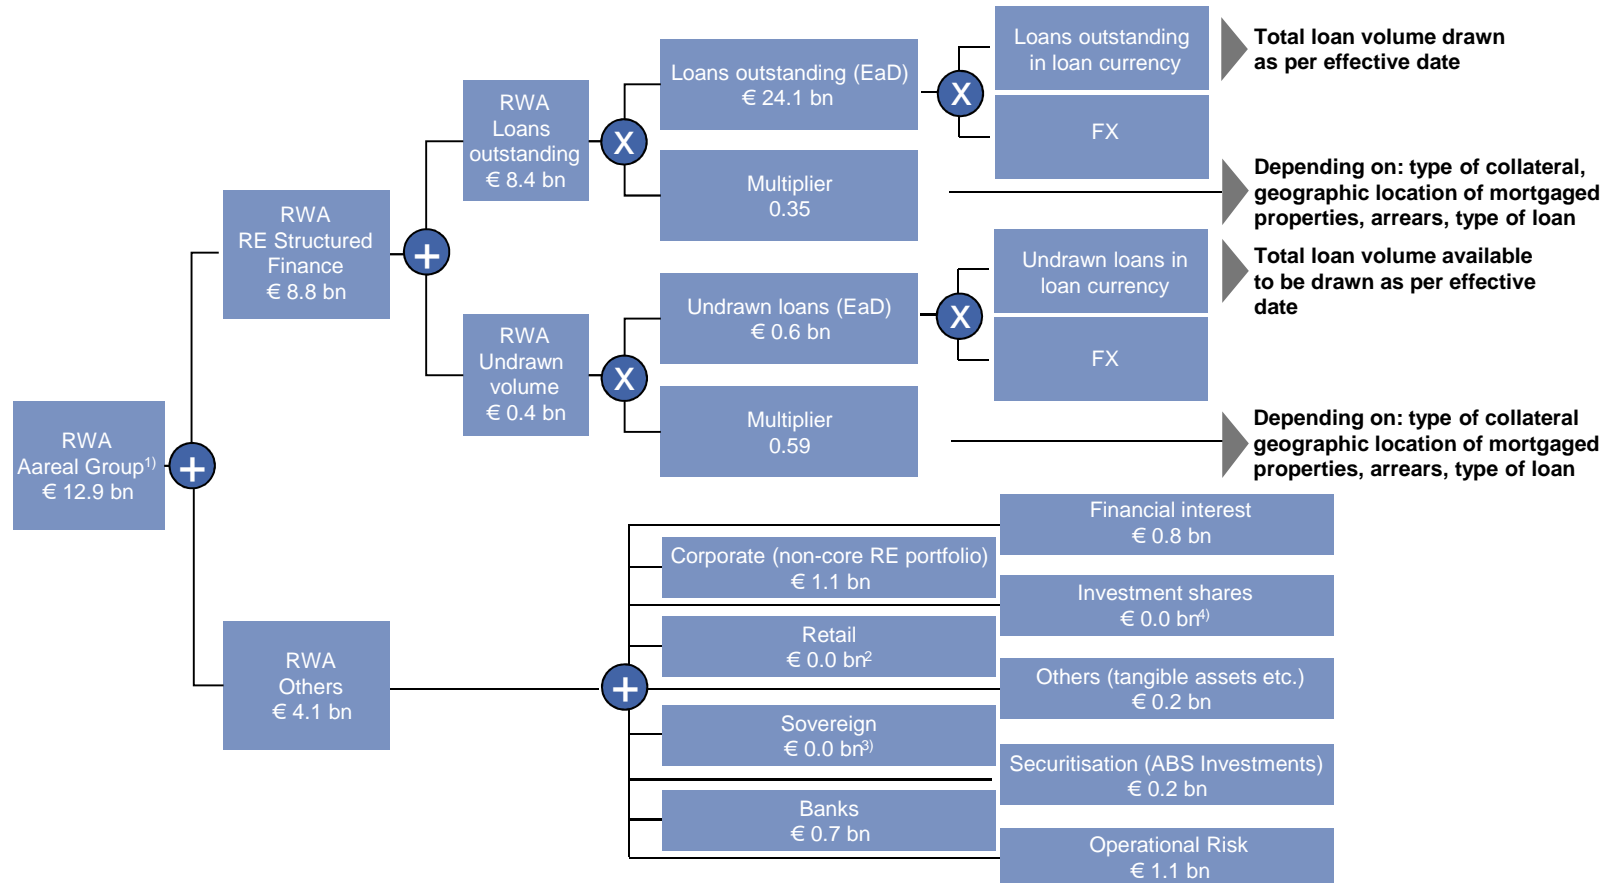 RWA
Aareal Group1)
€ 12.9 bn
+
RWA
RE Structured
Finance
€ 8.8 bn
+
RWA
Loans
outstanding
€ 8.4 bn
X
Loans outstanding (EaD)
€ 24.1 bn
X
Loans outstanding
in loan currency
Total loan volume drawn
as per effective date
FX
Multiplier
0.35
Depending on: type of collateral,
geographic location of mortgaged
properties, arrears, type of loan
RWA
Undrawn
volume
€ 0.4 bn
X
Undrawn loans (EaD)
€ 0.6 bn
X
Undrawn loans in
loan currency
Total loan volume available
to be drawn as per effective
date
FX
Multiplier
0.59
Depending on: type of collateral
geographic location of mortgaged
properties, arrears, type of loan
RWA
Others
€ 4.1 bn
+
Financial interest
€ 0.8 bn
Corporate (non-core RE portfolio)
€ 1.1 bn
Investment shares
€ 0.0 bn4)
Retail
€ 0.0 bn2
Others (tangible assets etc.)
€ 0.2 bn
Sovereign
€ 0.0 bn3)
Securitisation (ABS Investments)
€ 0.2 bn
Banks
€ 0.7 bn
Operational Risk
€ 1.1 bn